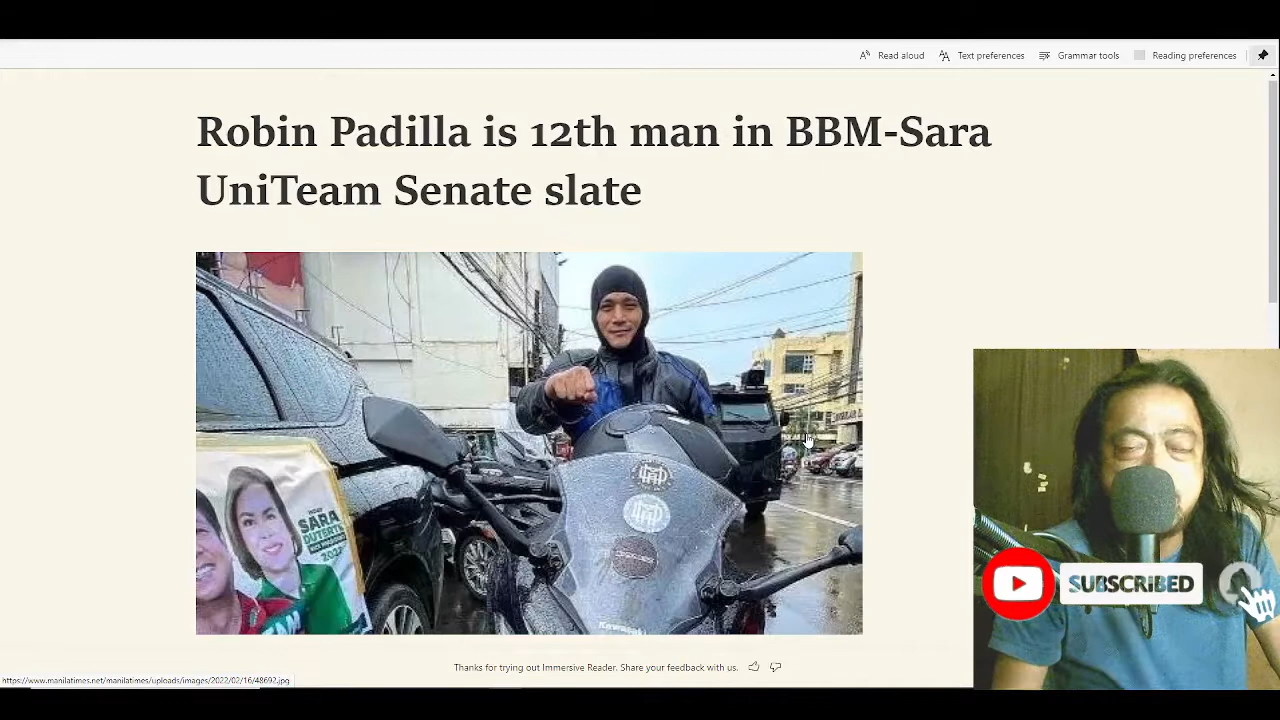 Read aloud
Text preferences
Grammar tools
Reading preferences
Robin Padilla is 12th man in BBM-Sara
UniTeam Senate slate
SARA
DUTERTE
Kawasaki
Thanks for trying out Immersive Reader. Share your feedback with us.
https://www.manilatimes.net/manilatimes/uploads/images/2022/02/16/48692.jpg
SUBSCRIBED